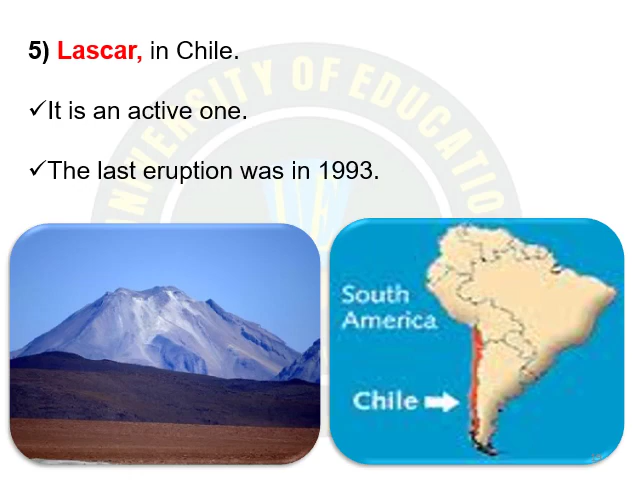 5) Lascar, in Chile.
✓It is an active one.
✓The last eruption was in 1993.
UNIVERSITY OF EDUCATION
South
America
Chile